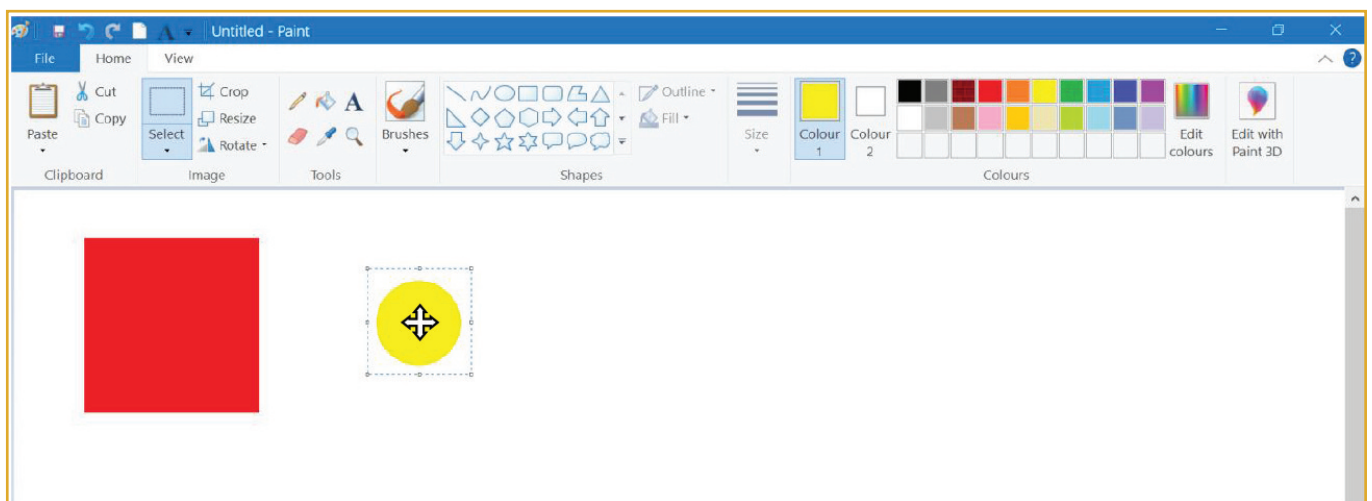 Untitled - Paint
File Home View
Paste
Cut
Copy
Clipboard
Select
Crop
Resize
Rotate
Image
A
Tools
Brushes
Outline
Fill
Shapes
Size
Colour 1
Colour 2
Edit colours
Colours
Edit with Paint 3D